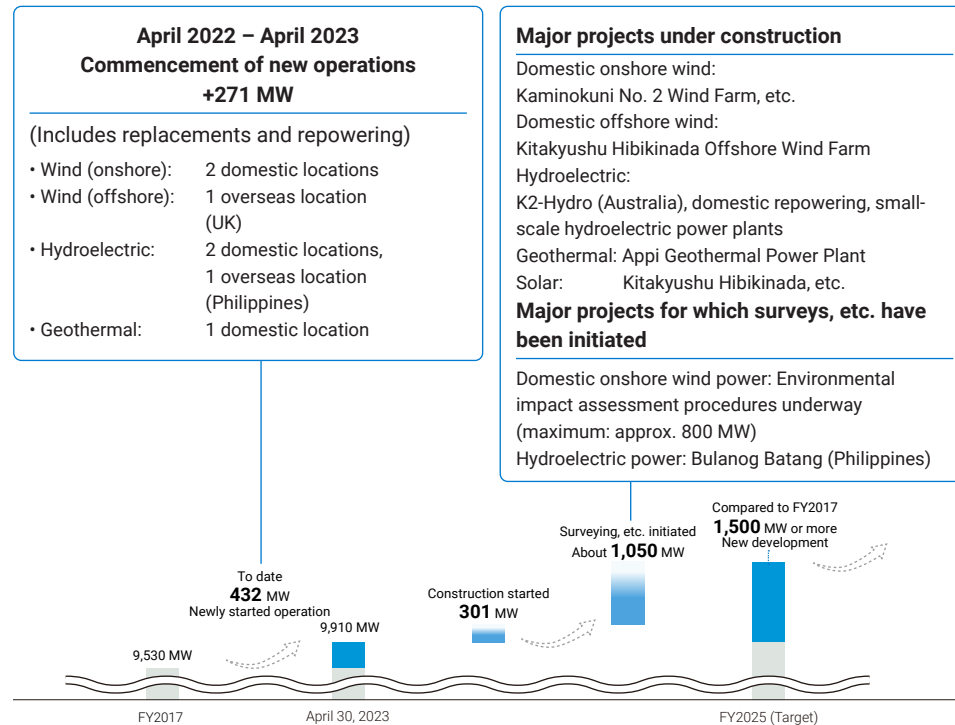 April 2022 – April 2023
Commencement of new operations
+271 MW
(Includes replacements and repowering)
• Wind (onshore): 2 domestic locations
• Wind (offshore): 1 overseas location
(UK)
• Hydroelectric: 2 domestic locations,
1 overseas location
(Philippines)
• Geothermal: 1 domestic location
Major projects under construction
Domestic onshore wind:
Kaminokuni No. 2 Wind Farm, etc.
Domestic offshore wind:
Kitakyushu Hibikinada Offshore Wind Farm
Hydroelectric:
K2-Hydro (Australia), domestic repowering, small-
scale hydroelectric power plants
Geothermal: Appi Geothermal Power Plant
Solar: Kitakyushu Hibikinada, etc.
Major projects for which surveys, etc. have
been initiated
Domestic onshore wind power: Environmental
impact assessment procedures underway
(maximum: approx. 800 MW)
Hydroelectric power: Bulanog Batang (Philippines)
9,530 MW
To date
432 MW
Newly started operation
9,910 MW
Construction started
301 MW
Surveying, etc. initiated
About 1,050 MW
Compared to FY2017
1,500 MW or more
New development
FY2017
April 30, 2023
FY2025 (Target)